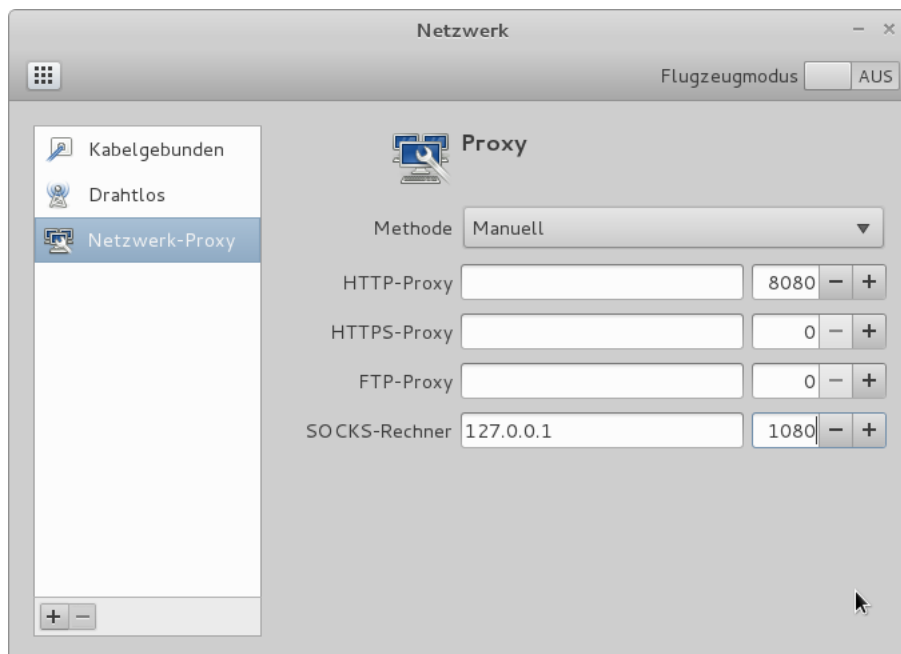 Netzwerk
Flugzeugmodus AUS
Kabelgebunden
Drahtlos
Netzwerk-Proxy
Proxy
Methode Manuell
HTTP-Proxy 8080
HTTPS-Proxy 0
FTP-Proxy 0
SOCKS-Rechner 127.0.0.1 1080